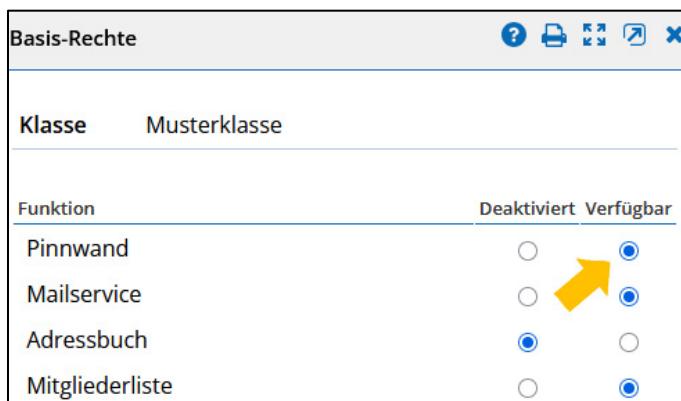 Basis-Rechte
Klasse Musterklasse
Funktion Deaktiviert Verfügbar
Pinnwand
Mailservice
Adressbuch
Mitgliederliste